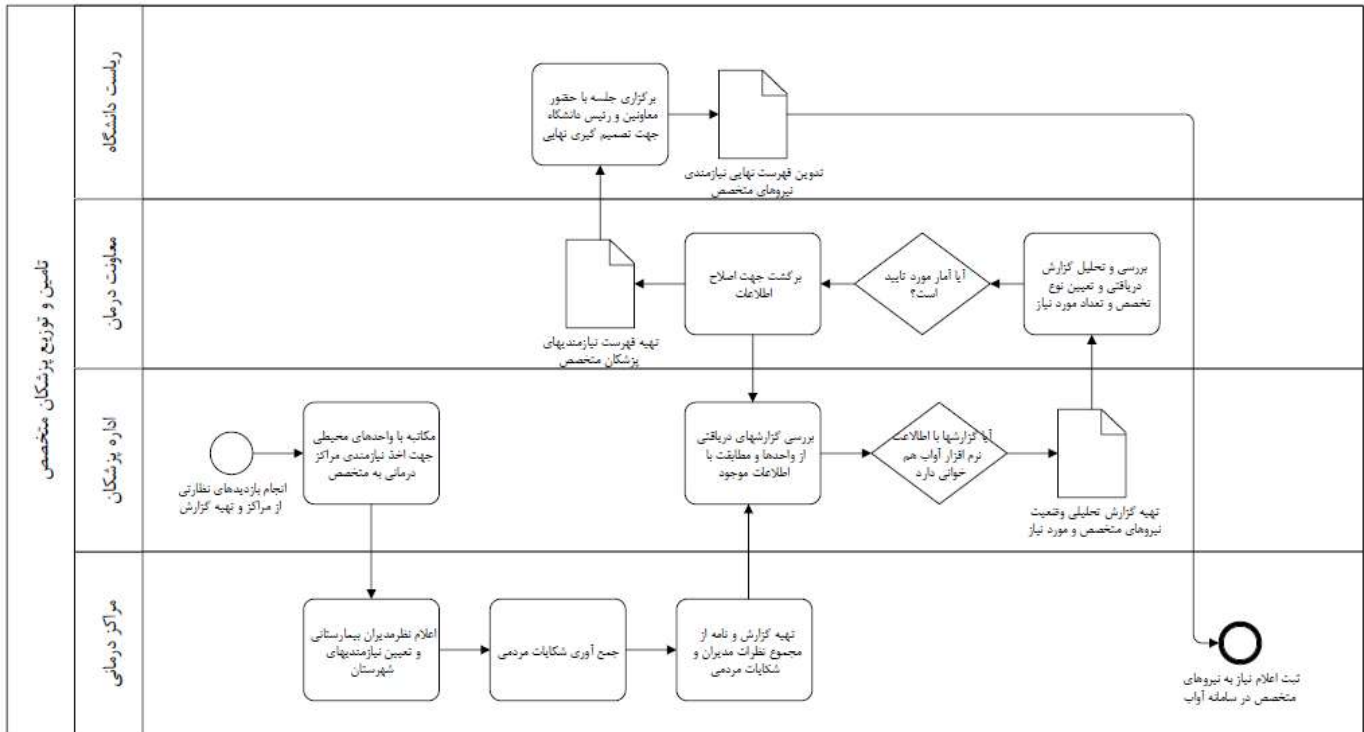 تامین و توزیع پزشکان متخصص
ریاست دانشگاه
برگزاری جلسه با حضور
معاونین و رئیس دانشگاه
جهت تصمیم گیری نهایی
تدوین فهرست نهایی نیازمندی
نیروهای متخصص
معاونت درمان
تهیه فهرست نیازمندیهای
پزشکان متخصص
برگشت جهت اصلاح
اطلاعات
آیا آمار مورد تایید
است؟
بررسی و تحلیل گزارش
دریافتی و تعیین نوع
تخصص و تعداد مورد نیاز
اداره پزشکان
انجام بازدیدهای نظارتی
از مراکز و تهیه گزارش
مکاتبه با واحدهای محیطی
جهت اخذ نیازمندی مراکز
درمانی به متخصص
بررسی گزارشهای دریافتی
از واحدها و مطابقت با
اطلاعات موجود
آیا گزارشها با اطلاعت
نرم افزار آواب هم
خوانی دارد
تهیه گزارش تحلیلی وضعیت
نیروهای متخصص و مورد نیاز
مراکز درمانی
اعلام نظرمدیران بیمارستانی
و تعیین نیازمندیهای
شهرستان
جمع آوری شکایات مردمی
تهیه گزارش و نامه از
مجموع نظرات مدیران و
شکایات مردمی
ثبت اعلام نیاز به نیروهای
متخصص در سامانه آواب